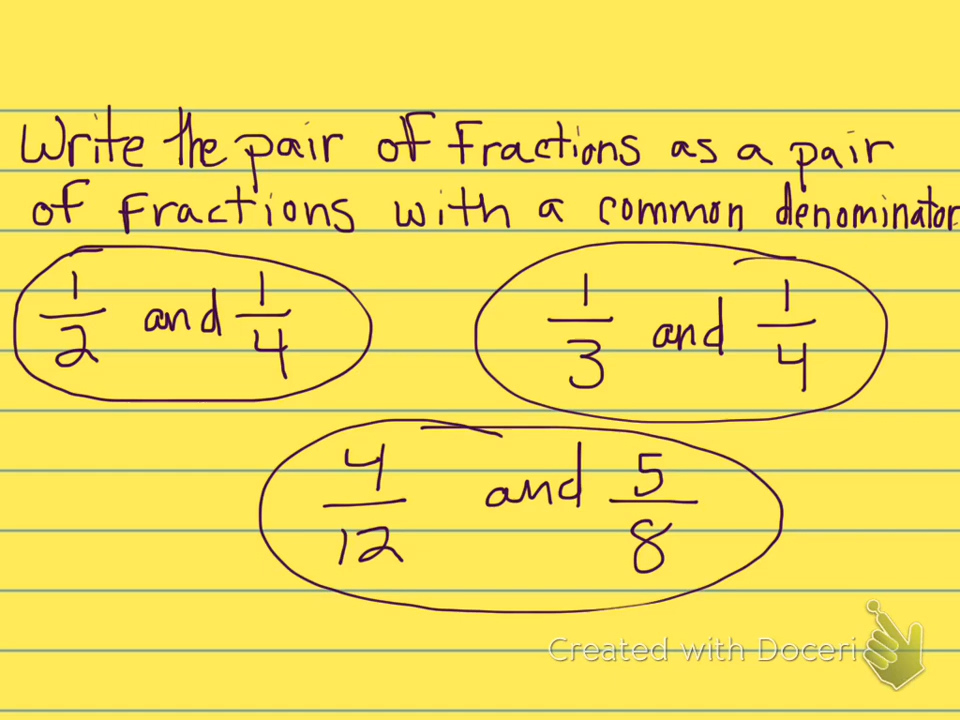 Write the pair of Fractions as a pair
of Fractions with a common denominator
1/2 and 1/4
1/3 and 1/4
4/12 and 5/8
Created with Doceri